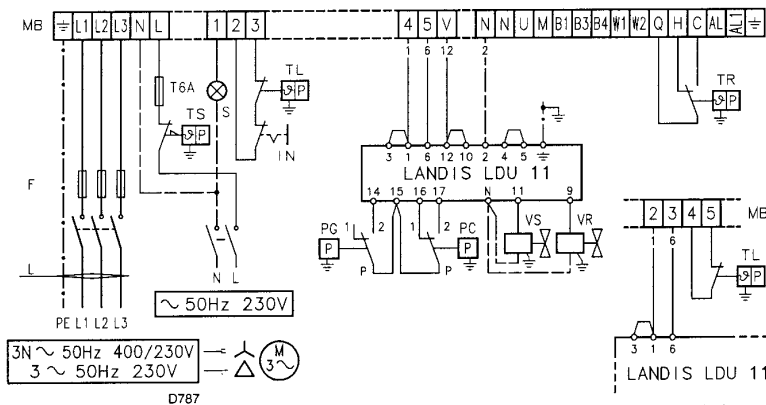 MB ⏚ L1 L2 L3 N L 1 2 3 4 5 V N N U M B1 B3 B4 W1 W2 Q H C AL AL1 ⏚
1 6 12 2
T6A
S
TL
ϑ P
TR
ϑ P
TS
ϑ P
IN
3 1 6 12 10 2 4 5
LANDIS LDU 11
14 15 16 17 N 11 9
F
PG
P
1 2
P
1 2
P
PC
P
VS
VR
2 3 4 5 MB
1 6
TL
ϑ P
L
N L
~ 50Hz 230V
3 1 6
LANDIS LDU 11
PE L1 L2 L3
3N ~ 50Hz 400/230V
3 ~ 50Hz 230V
M
3~
D787